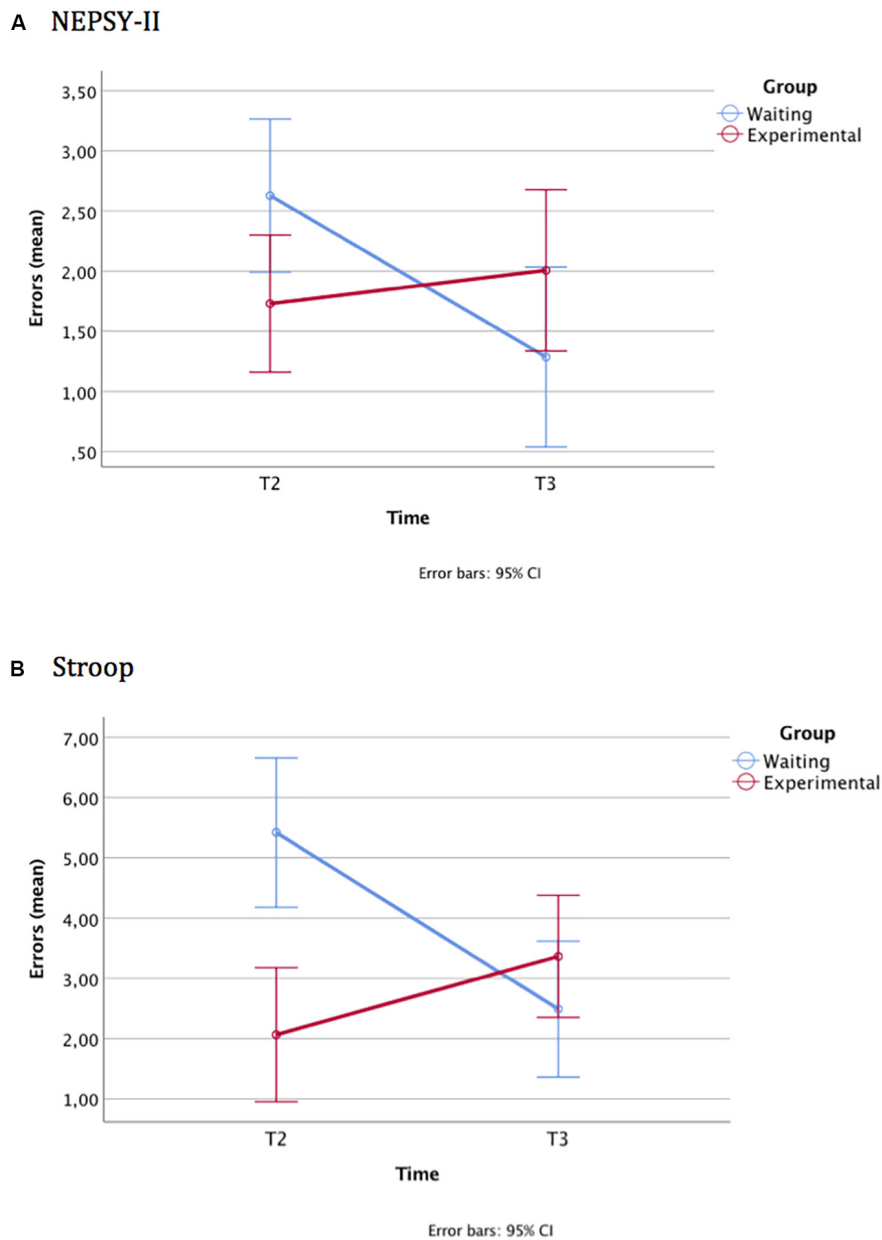 A NEPSY-II
Group
Waiting
Experimental
3,50
3,00
2,50
2,00
1,50
1,00
,50
Errors (mean)
T2 T3
Time
Error bars: 95% CI
B Stroop
Group
Waiting
Experimental
7,00
6,00
5,00
4,00
3,00
2,00
1,00
Errors (mean)
T2 T3
Time
Error bars: 95% CI